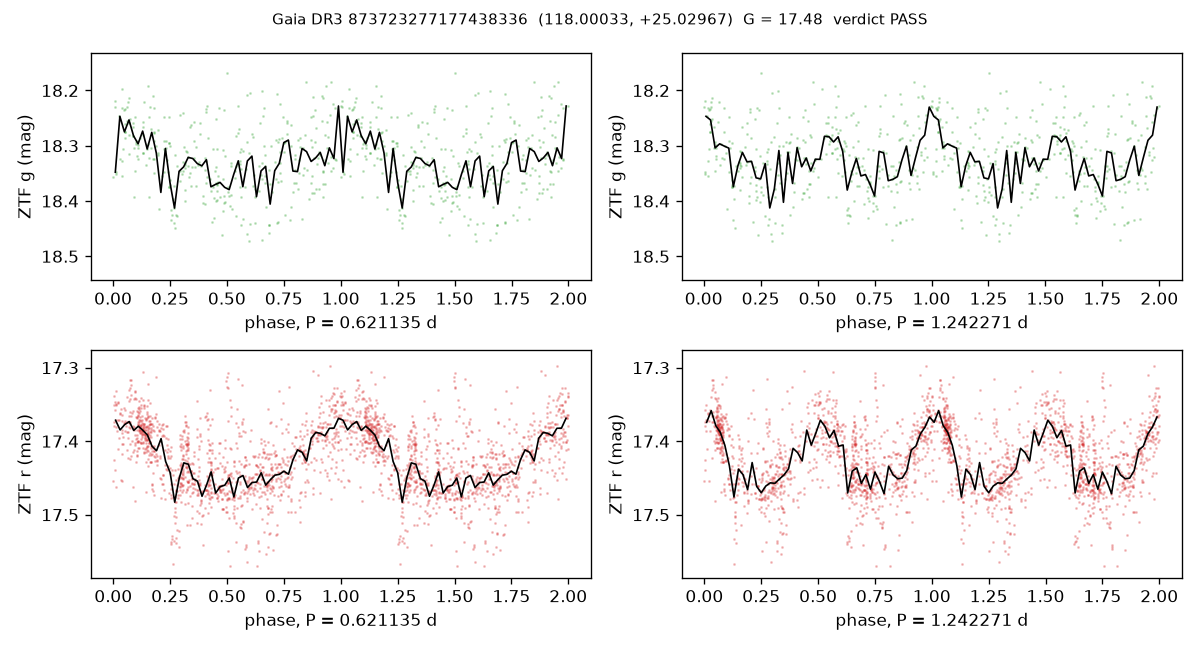 Gaia DR3 873723277177438336  (118.00033, +25.02967)  G = 17.48  verdict PASS
ZTF g (mag)
18.2
18.3
18.4
18.5
0.00 0.25 0.50 0.75 1.00 1.25 1.50 1.75 2.00
phase, P = 0.621135 d
ZTF g (mag)
18.2
18.3
18.4
18.5
0.00 0.25 0.50 0.75 1.00 1.25 1.50 1.75 2.00
phase, P = 1.242271 d
ZTF r (mag)
17.3
17.4
17.5
0.00 0.25 0.50 0.75 1.00 1.25 1.50 1.75 2.00
phase, P = 0.621135 d
ZTF r (mag)
17.3
17.4
17.5
0.00 0.25 0.50 0.75 1.00 1.25 1.50 1.75 2.00
phase, P = 1.242271 d